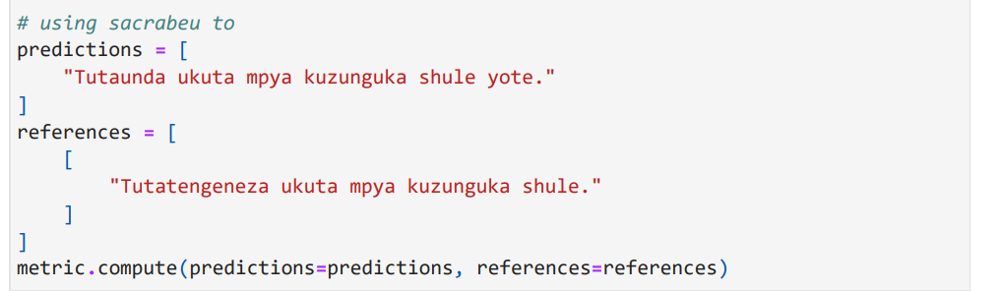 # using sacrabeu to
predictions = [
    "Tutaunda ukuta mpya kuzunguka shule yote."
]
references = [
    [
        "Tutatengeneza ukuta mpya kuzunguka shule."
    ]
]
metric.compute(predictions=predictions, references=references)